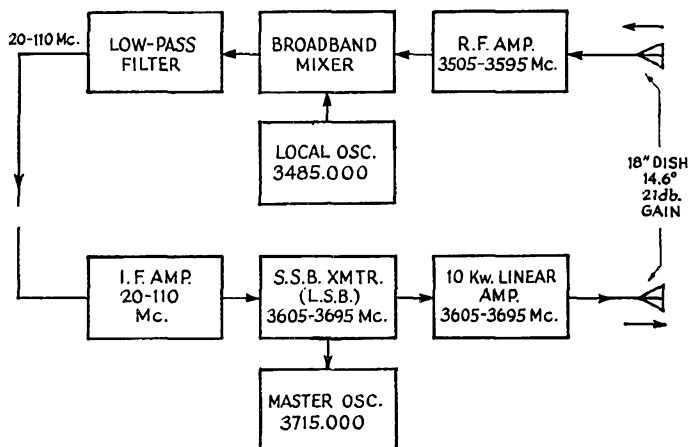 20-110 Mc.
LOW-PASS
FILTER
BROADBAND
MIXER
R.F. AMP.
3505-3595 Mc.
LOCAL OSC.
3485.000
18" DISH
14.6°
21db.
GAIN
I.F. AMP.
20-110
Mc.
S.S.B. XMTR.
(L.S.B.)
3605-3695 Mc.
10 Kw. LINEAR
AMP.
3605-3695 Mc.
MASTER OSC.
3715.000